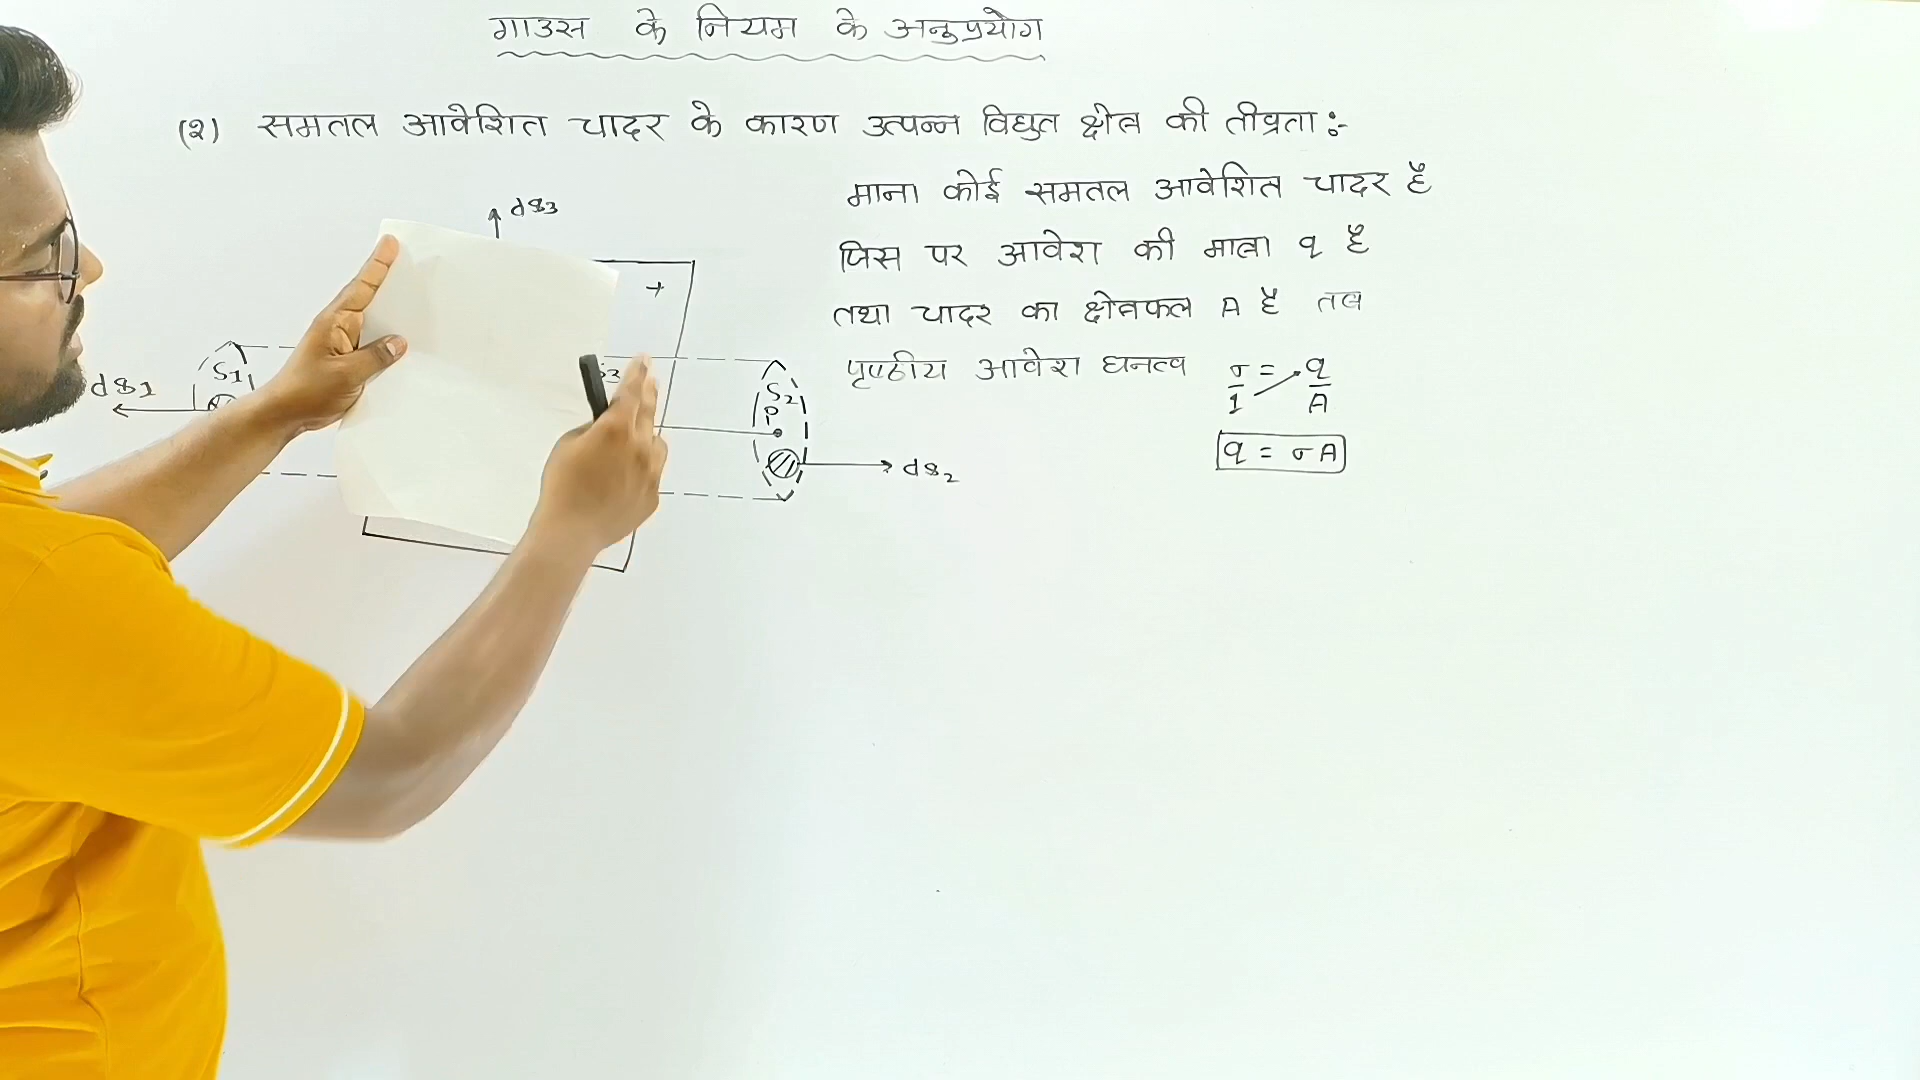 गाउस के नियम के अनुप्रयोग
(२) समतल आवेशित चादर के कारण उत्पन्न विद्युत क्षेत्र की तीव्रता :-
माना कोई समतल आवेशित चादर है
जिस पर आवेश की मात्रा q है
तथा चादर का क्षेत्रफल A है तब
पृष्ठीय आवेश घनत्व σ/1 = q/A
q = σA
ds3
+
S1
ds1
S2
P
ds2